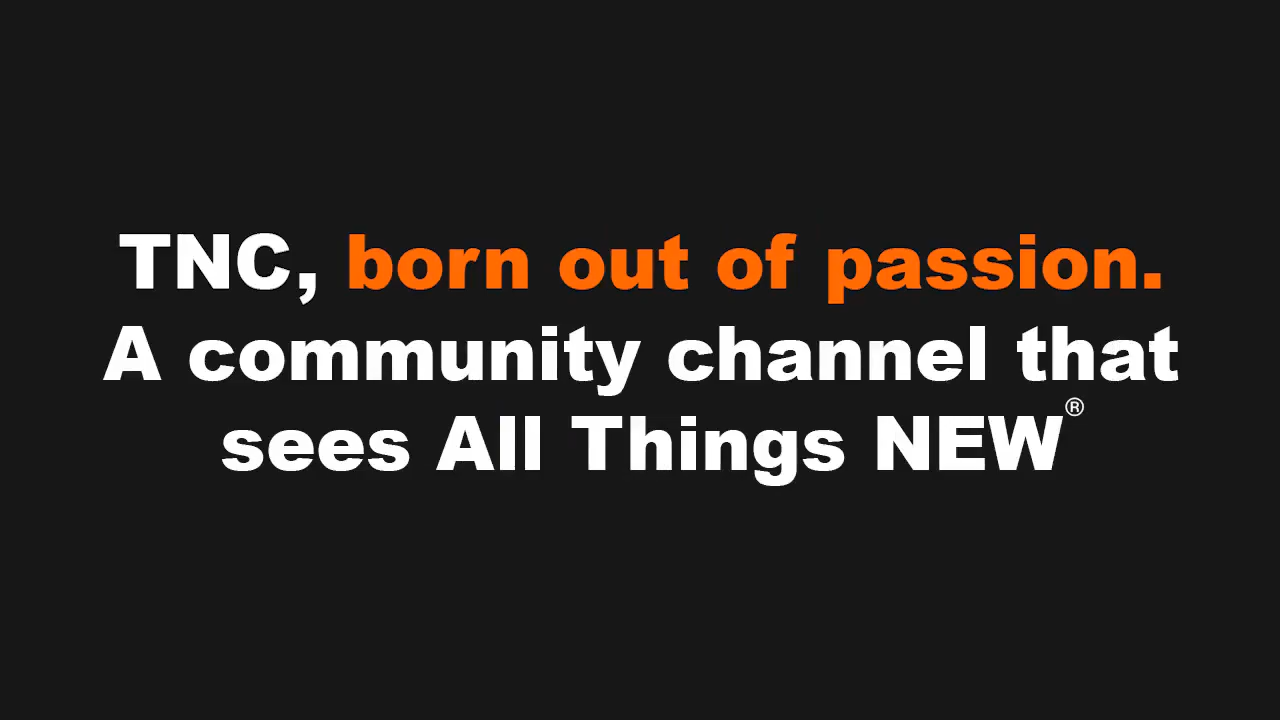 TNC, born out of passion.
A community channel that
sees All Things NEW®